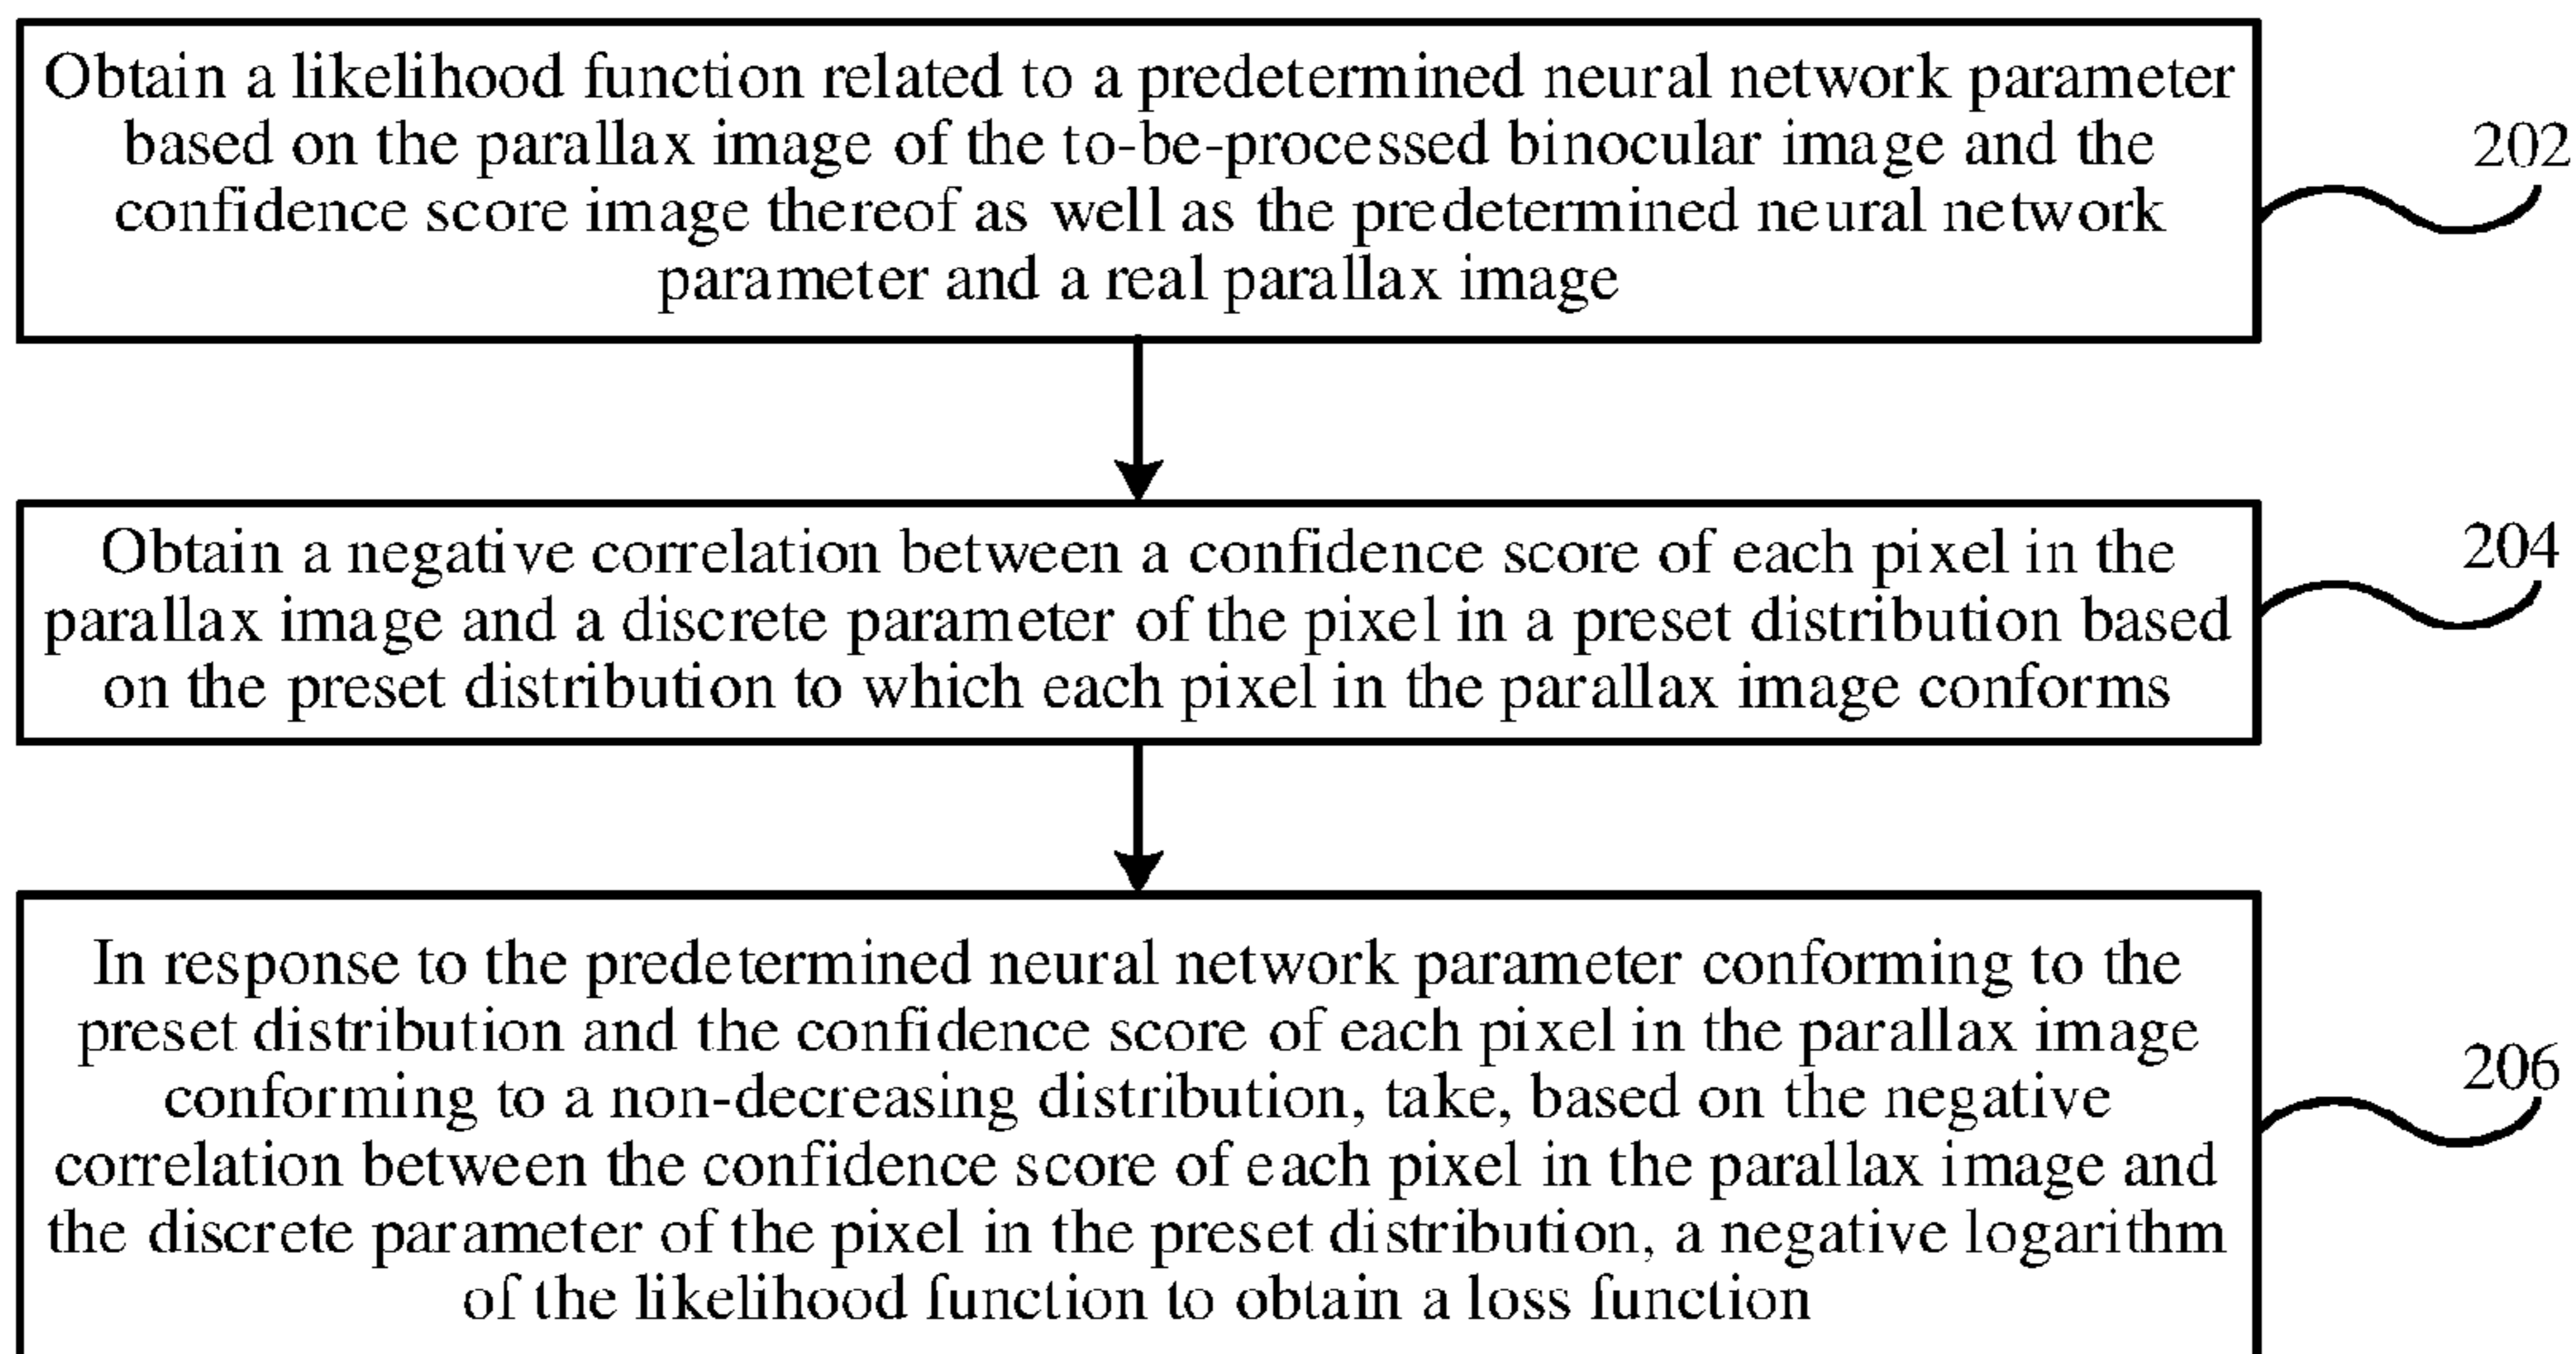 Obtain a likelihood function related to a predetermined neural network parameter
based on the parallax image of the to-be-processed binocular image and the
confidence score image thereof as well as the predetermined neural network
parameter and a real parallax image
202
Obtain a negative correlation between a confidence score of each pixel in the
parallax image and a discrete parameter of the pixel in a preset distribution based
on the preset distribution to which each pixel in the parallax image conforms
204
In response to the predetermined neural network parameter conforming to the
preset distribution and the confidence score of each pixel in the parallax image
conforming to a non-decreasing distribution, take, based on the negative
correlation between the confidence score of each pixel in the parallax image and
the discrete parameter of the pixel in the preset distribution, a negative logarithm
of the likelihood function to obtain a loss function
206